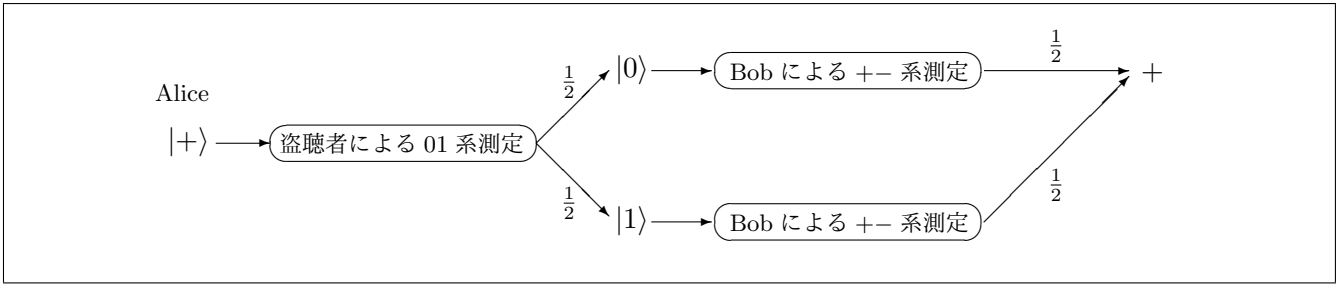 Alice
|+⟩
盗聴者による 01 系測定
1/2
|0⟩
Bob による +− 系測定
1/2
+
1/2
|1⟩
Bob による +− 系測定
1/2